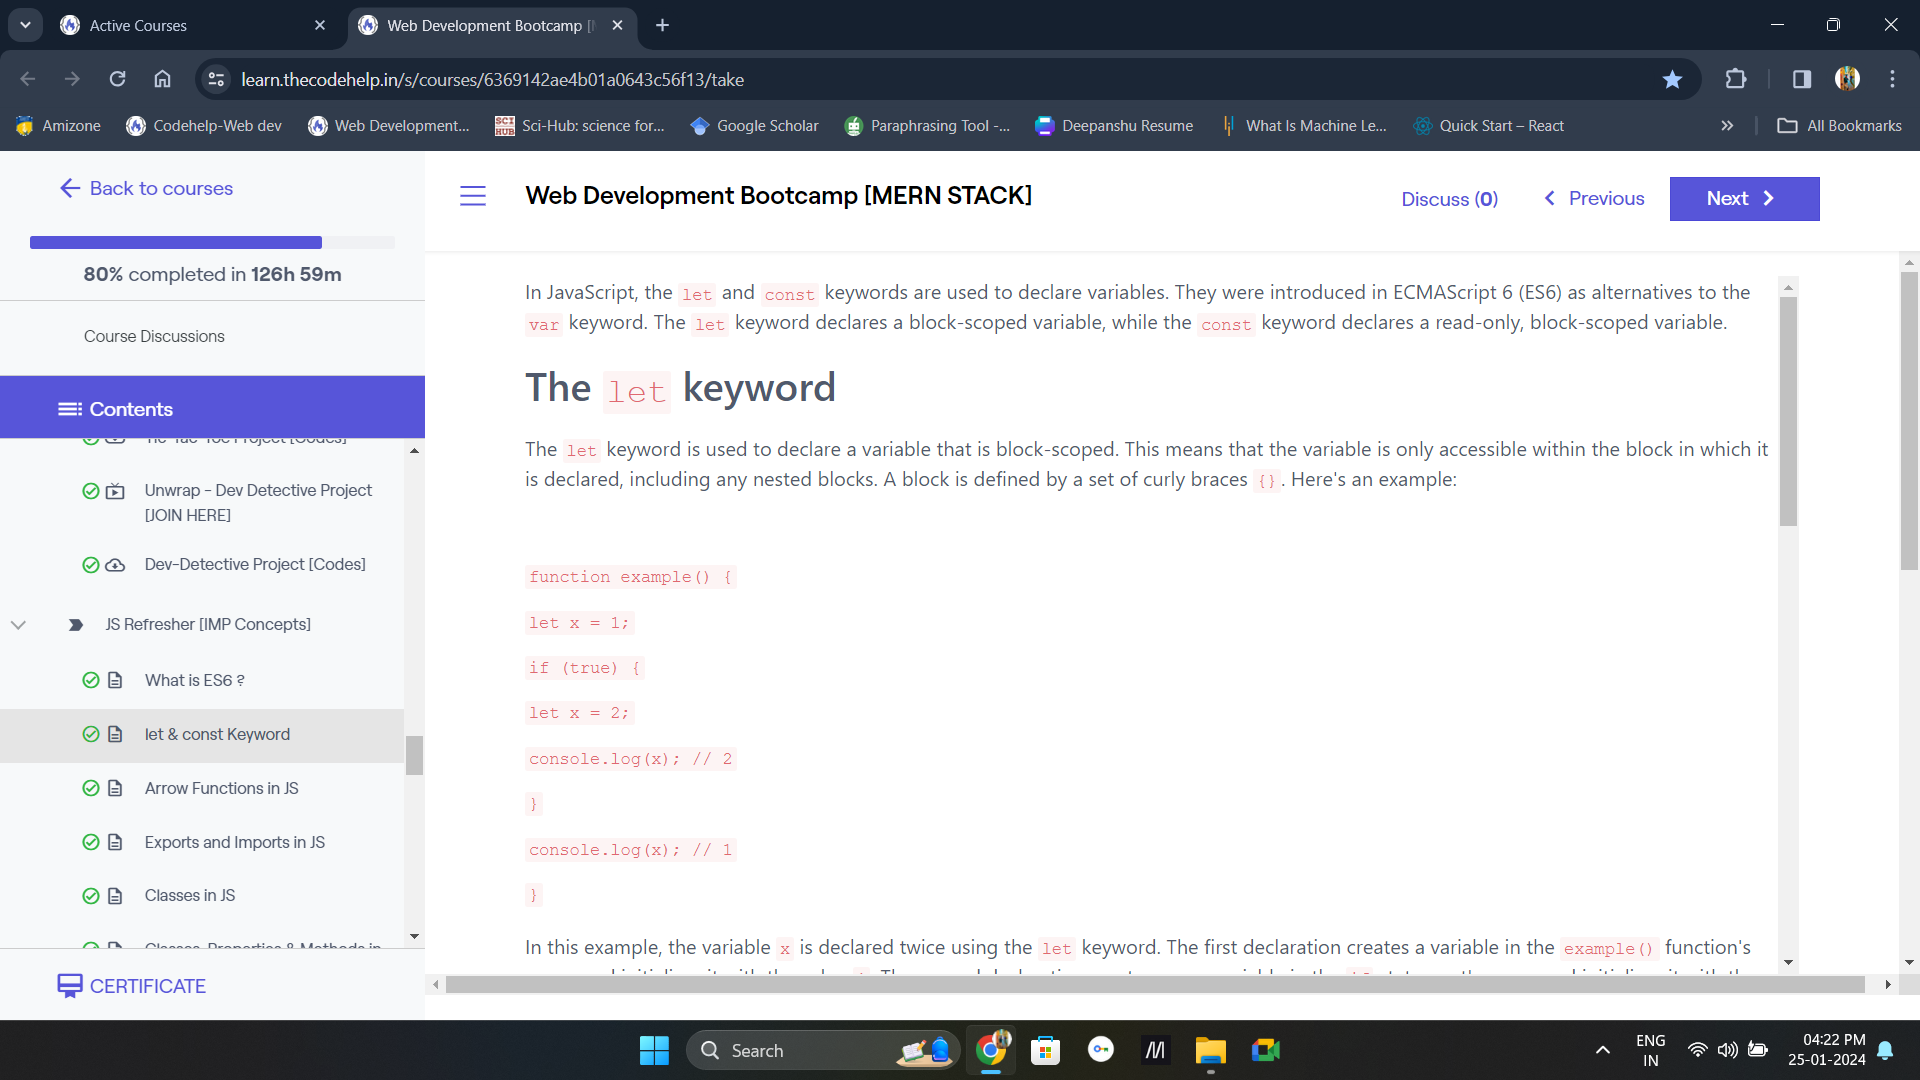 Active Courses
Web Development Bootcamp [
learn.thecodehelp.in/s/courses/6369142ae4b01a0643c56f13/take
Amizone
Codehelp-Web dev
Web Development...
SCI HUB
Sci-Hub: science for...
Google Scholar
Paraphrasing Tool -...
Deepanshu Resume
What Is Machine Le...
Quick Start – React
All Bookmarks
Back to courses
80% completed in 126h 59m
Course Discussions
Contents
Tic-Tac-Toe Project [Codes]
Unwrap - Dev Detective Project
[JOIN HERE]
Dev-Detective Project [Codes]
JS Refresher [IMP Concepts]
What is ES6 ?
let & const Keyword
Arrow Functions in JS
Exports and Imports in JS
Classes in JS
Classes, Properties & Methods in
CERTIFICATE
Web Development Bootcamp [MERN STACK]
Discuss (0)
Previous
Next
In JavaScript, the let and const keywords are used to declare variables. They were introduced in ECMAScript 6 (ES6) as alternatives to the
var keyword. The let keyword declares a block-scoped variable, while the const keyword declares a read-only, block-scoped variable.
The let keyword
The let keyword is used to declare a variable that is block-scoped. This means that the variable is only accessible within the block in which it
is declared, including any nested blocks. A block is defined by a set of curly braces {}. Here's an example:
function example() {
let x = 1;
if (true) {
let x = 2;
console.log(x); // 2
}
console.log(x); // 1
}
In this example, the variable x is declared twice using the let keyword. The first declaration creates a variable in the example() function's
Search
ENG
IN
04:22 PM
25-01-2024